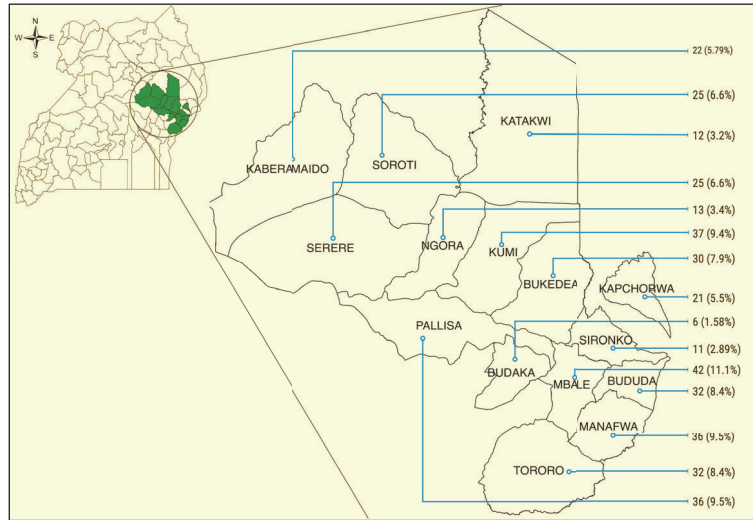 N
W E
S
22 (5.79%)
25 (6.6%)
KATAKWI
12 (3.2%)
SOROTI
KABERAMAIDO
25 (6.6%)
13 (3.4%)
SERERE
NGORA
KUMI
37 (9.4%)
30 (7.9%)
BUKEDEA
KAPCHORWA
21 (5.5%)
6 (1.58%)
PALLISA
SIRONKO
11 (2.89%)
BUDAKA
42 (11.1%)
MBALE
BUDUDA
32 (8.4%)
MANAFWA
36 (9.5%)
TORORO
32 (8.4%)
36 (9.5%)